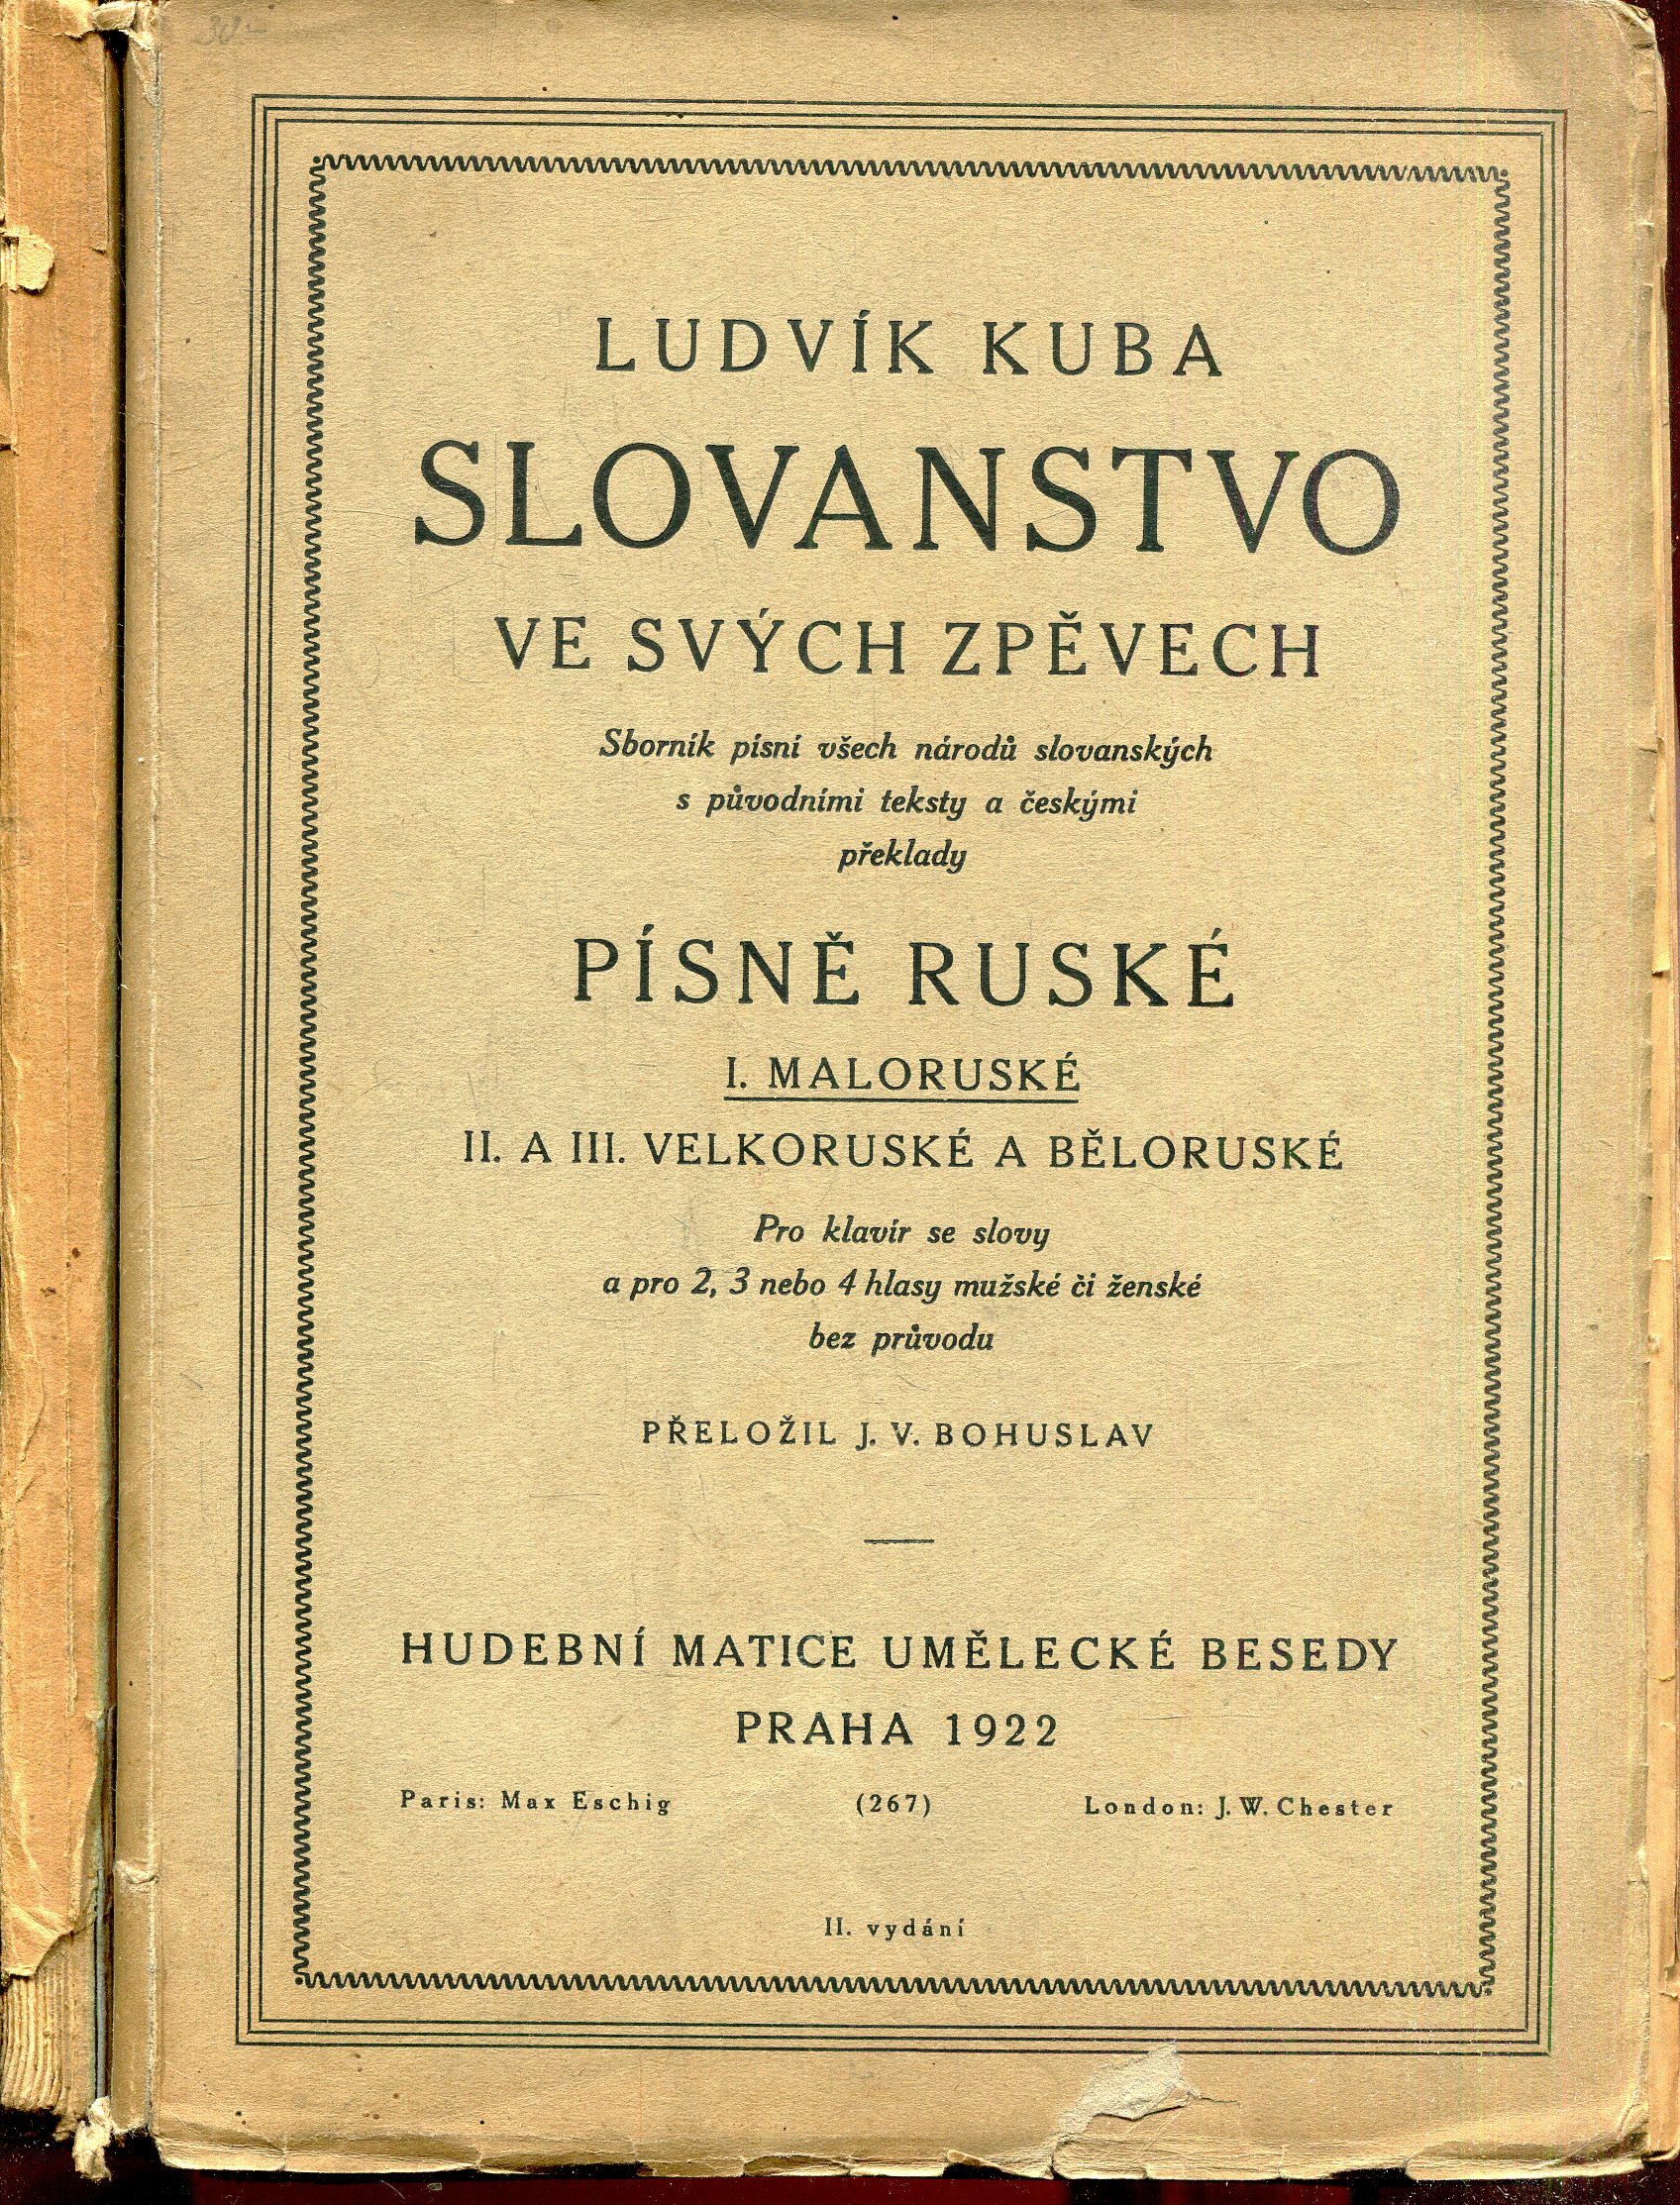 LUDVÍK KUBA
SLOVANSTVO
VE SVÝCH ZPĚVECH
Sborník písní všech národů slovanských
s původními teksty a českými
překlady
PÍSNĚ RUSKÉ
I. MALORUSKÉ
II. A III. VELKORUSKÉ A BĚLORUSKÉ
Pro klavír se slovy
a pro 2, 3 nebo 4 hlasy mužské či ženské
bez průvodu
PŘELOŽIL J. V. BOHUSLAV
HUDEBNÍ MATICE UMĚLECKÉ BESEDY
PRAHA 1922
Paris: Max Eschig (267) London: J. W. Chester
II. vydání